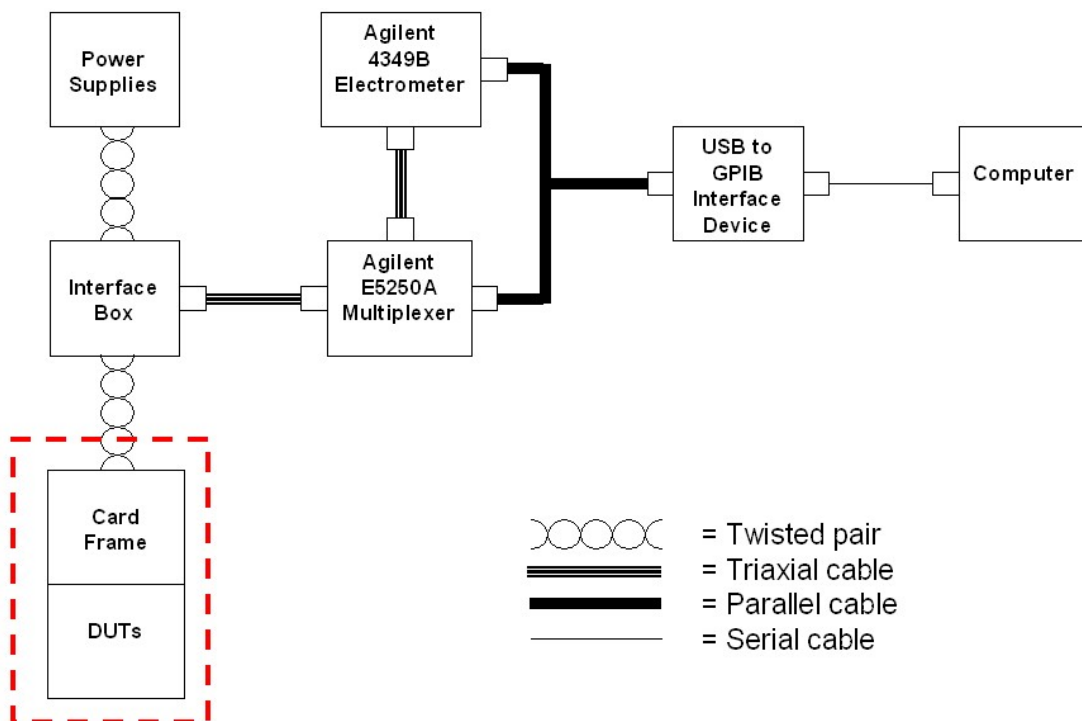 Power
Supplies
Agilent
4349B
Electrometer
USB to
GPIB
Interface
Device
Computer
Interface
Box
Agilent
E5250A
Multiplexer
Card
Frame
DUTs
= Twisted pair
= Triaxial cable
= Parallel cable
= Serial cable